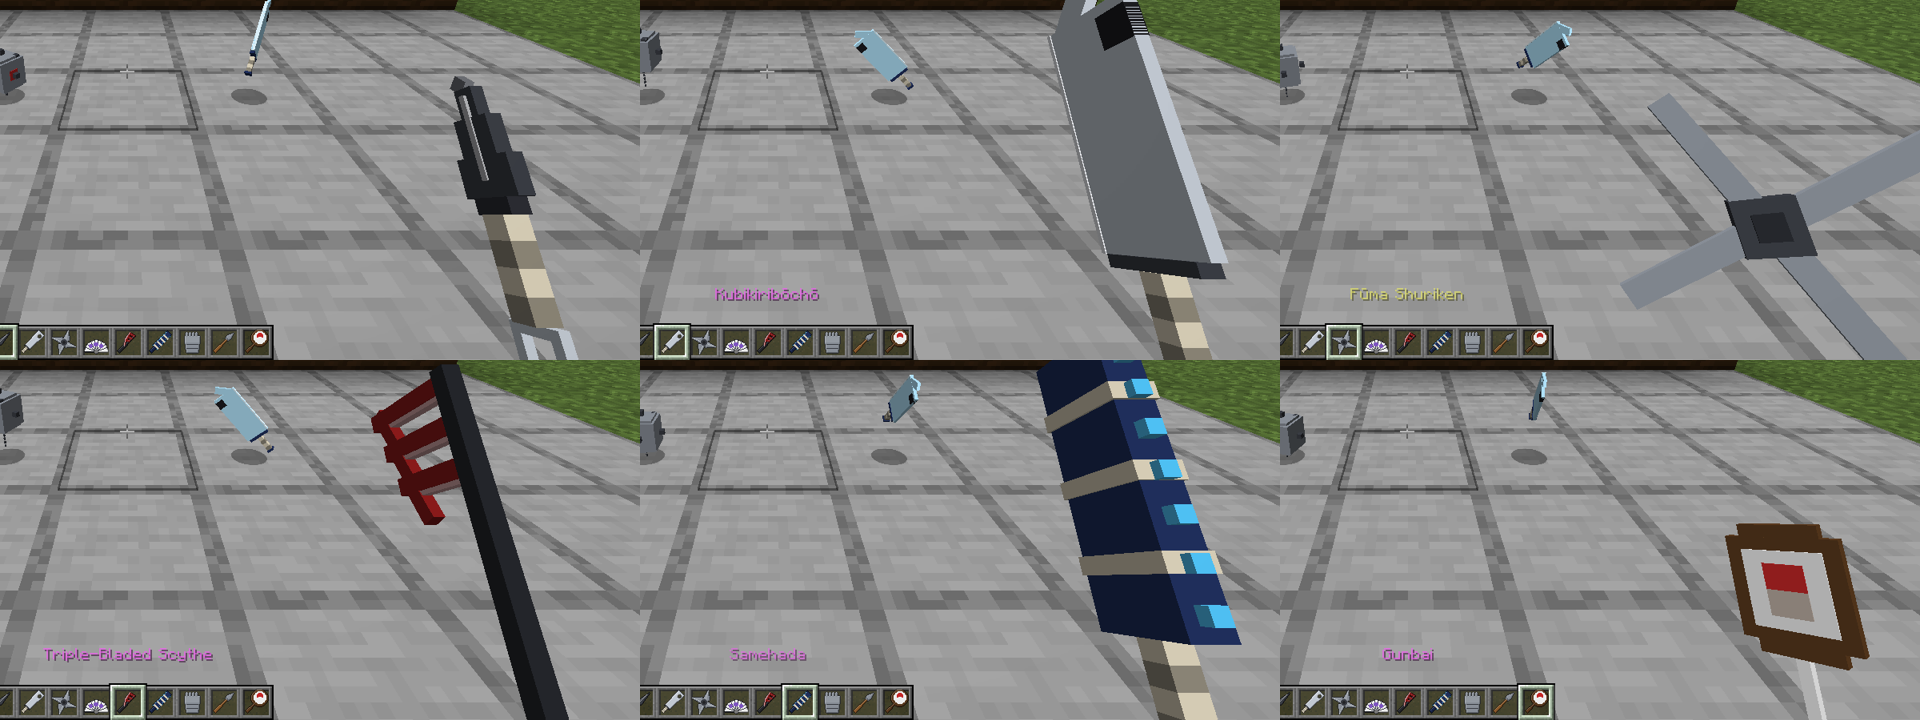 Kubikiribōchō
Fūma Shuriken
Triple-Bladed Scythe
Samehada
Gunbai